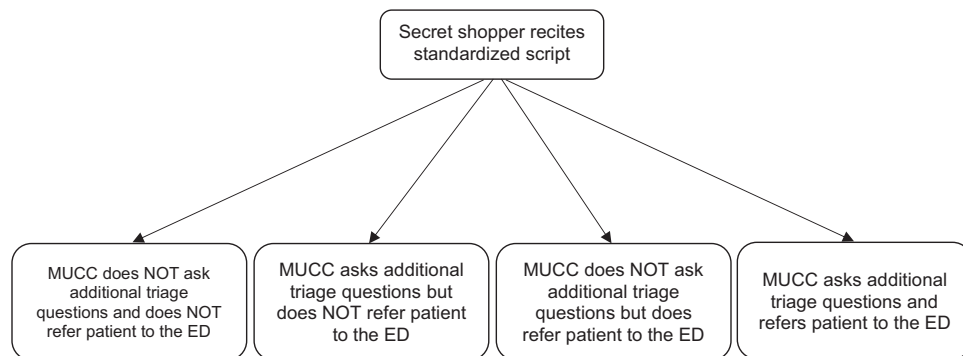 Secret shopper recites
standardized script
MUCC does NOT ask
additional triage
questions and does NOT
refer patient to the ED
MUCC asks additional
triage questions but
does NOT refer patient
to the ED
MUCC does NOT ask
additional triage
questions but does
refer patient to the ED
MUCC asks additional
triage questions and
refers patient to the ED